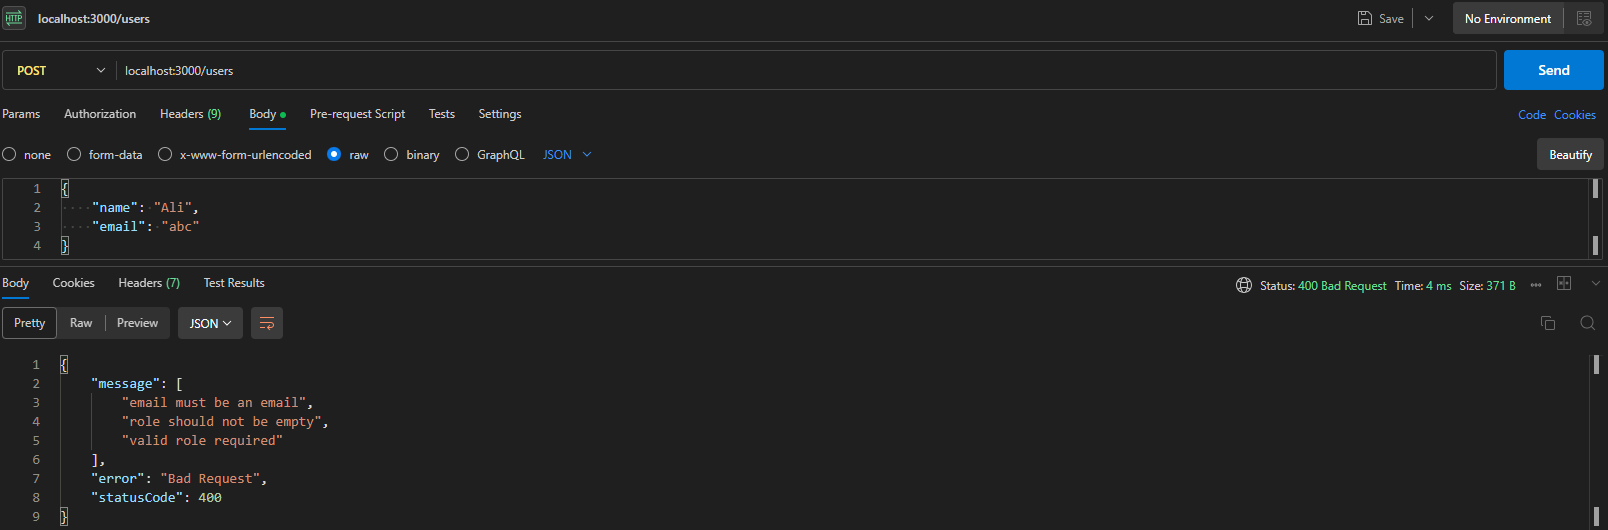 HTTP localhost:3000/users Save No Environment
POST localhost:3000/users Send
Params Authorization Headers (9) Body Pre-request Script Tests Settings Code Cookies
none form-data x-www-form-urlencoded raw binary GraphQL JSON Beautify
1 {
2 "name": "Ali",
3 "email": "abc"
4 }
Body Cookies Headers (7) Test Results Status: 400 Bad Request Time: 4 ms Size: 371 B
Pretty Raw Preview JSON
1 {
2 "message": [
3 "email must be an email",
4 "role should not be empty",
5 "valid role required"
6 ],
7 "error": "Bad Request",
8 "statusCode": 400
9 }